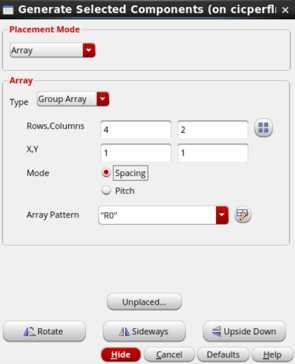 Generate Selected Components (on cicperfl
Placement Mode
Array
Array
Type Group Array
Rows,Columns 4 2
X,Y 1 1
Mode Spacing
Pitch
Array Pattern "R0"
Unplaced...
Rotate Sideways Upside Down
Hide Cancel Defaults Help